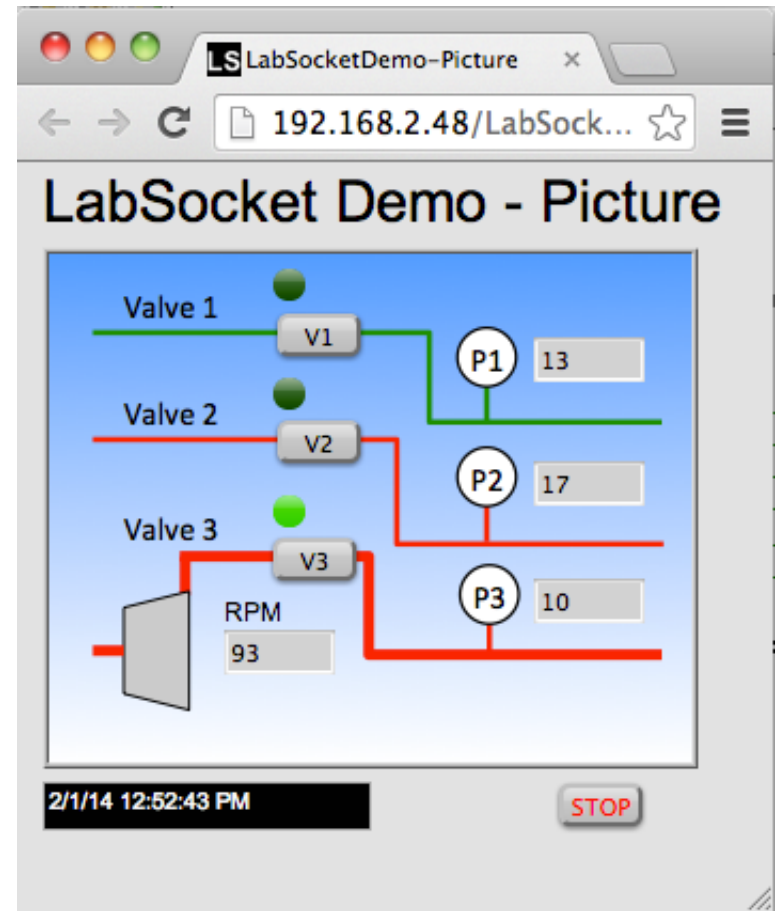 LS LabSocketDemo-Picture
192.168.2.48/LabSock...
LabSocket Demo - Picture
Valve 1
V1
P1 13
Valve 2
V2
P2 17
Valve 3
V3
P3 10
RPM
93
2/1/14 12:52:43 PM
STOP